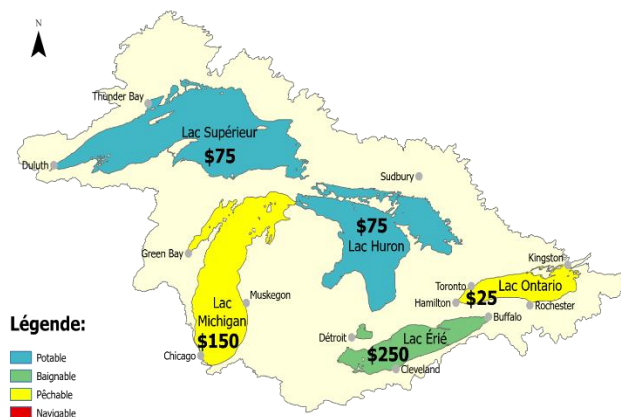 N
Thunder Bay
Lac Supérieur
$75
Duluth
Sudbury
$75
Lac Huron
Green Bay
Kingston
Toronto
Lac Ontario
$25
Hamilton
Rochester
Muskegon
Lac
Michigan
$150
Buffalo
Détroit
Lac Érié
$250
Chicago
Cleveland
Légende:
Potable
Baignable
Pêchable
Navigable